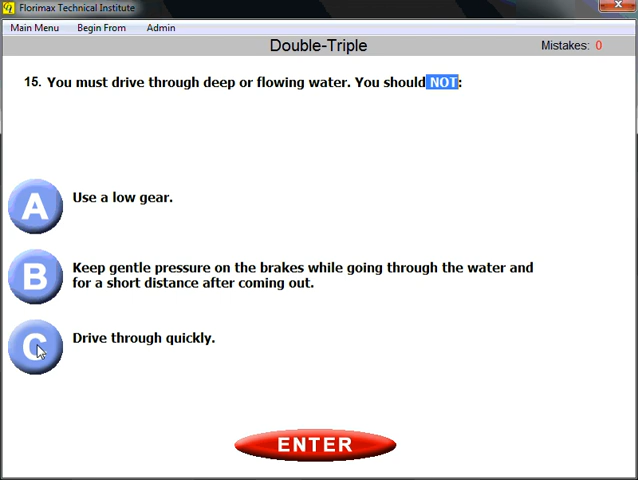 Florimax Technical Institute
Main Menu Begin From Admin
Double-Triple Mistakes: 0
15. You must drive through deep or flowing water. You should NOT:
A Use a low gear.
B Keep gentle pressure on the brakes while going through the water and
for a short distance after coming out.
C Drive through quickly.
ENTER